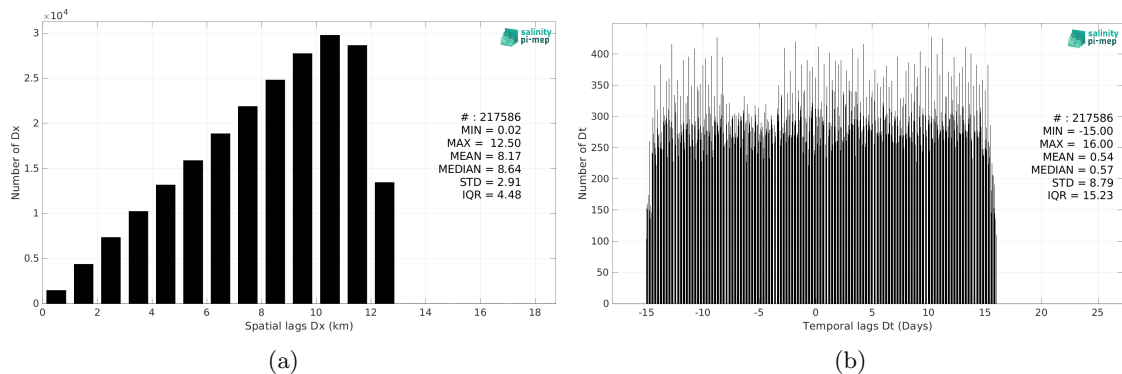 ×10⁴
3
2.5
2
1.5
1
0.5
0
Number of Dx
0 2 4 6 8 10 12 14 16 18
Spatial lags Dx (km)
salinity
pi-mep
# : 217586
MIN = 0.02
MAX = 12.50
MEAN = 8.17
MEDIAN = 8.64
STD = 2.91
IQR = 4.48
(a)
400
350
300
250
200
150
100
50
0
Number of Dt
-15 -10 -5 0 5 10 15 20 25
Temporal lags Dt (Days)
salinity
pi-mep
# : 217586
MIN = -15.00
MAX = 16.00
MEAN = 0.54
MEDIAN = 0.57
STD = 8.79
IQR = 15.23
(b)